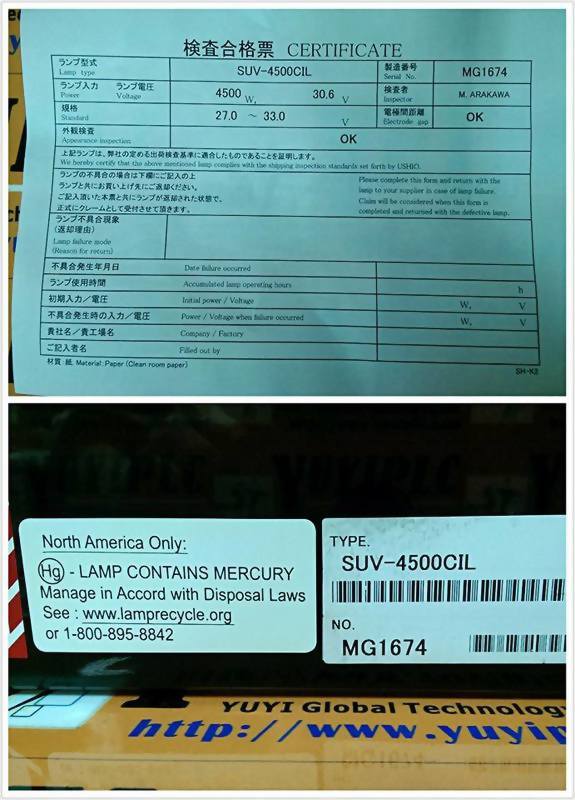 検査合格票 CERTIFICATE
ランプ型式
Lamp type
SUV-4500CIL
製造番号
Serial No.
MG1674
ランプ入力 ランプ電圧
Power Voltage
4500 W, 30.6 V
検査者
Inspector
M. ARAKAWA
規格
Standard
27.0 ～ 33.0 V
電極間距離
Electrode gap
OK
外観検査
Appearance inspection
OK
上記ランプは、弊社の定める出荷検査基準に適合したものであることを証明します。
We hereby certify that the above mentioned lamp complies with the shipping inspection standards set forth by USHIO.
ランプの不具合の場合は下欄にご記入の上
ランプと共にお買い上げ先にご返却ください。
ご記入頂いた本票と共にランプが返却された状態で、
正式にクレームとして受付させて頂きます。
Please complete this form and return with the
lamp to your supplier in case of lamp failure.
Claim will be considered when this form is
completed and returned with the defective lamp.
ランプ不具合現象
(返却理由)
Lamp failure mode
(Reason for return)
不具合発生年月日 Date failure occurred
ランプ使用時間 Accumulated lamp operating hours h
初期入力／電圧 Initial power / Voltage W, V
不具合発生時の入力／電圧 Power / Voltage when failure occurred W, V
貴社名／貴工場名 Company / Factory
ご記入者名 Filled out by
材質:紙, Material:Paper (Clean room paper)
SH-K2
North America Only:
Hg - LAMP CONTAINS MERCURY
Manage in Accord with Disposal Laws
See : www.lamprecycle.org
or 1-800-895-8842
TYPE.
SUV-4500CIL
NO.
MG1674
YUYI Global Technology
http://www.yuyip